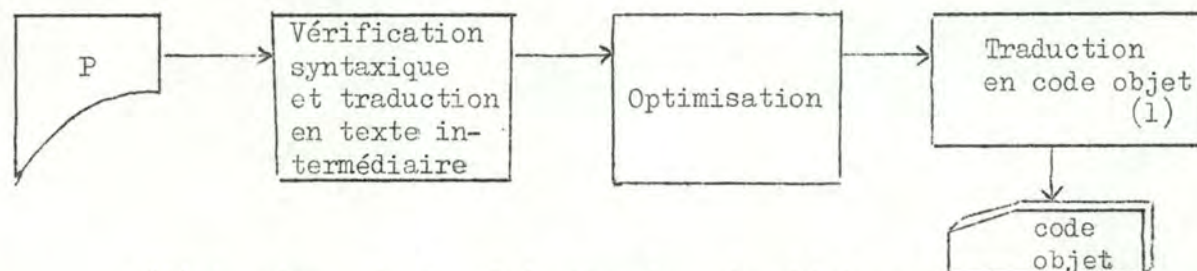 P
Vérification
syntaxique
et traduction
en texte in-
termédiaire
Optimisation
Traduction
en code objet
(1)
code
objet